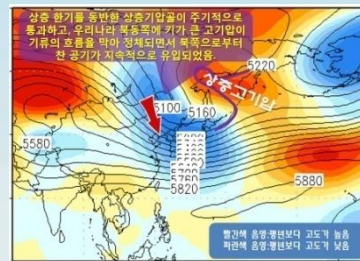 상층 한기를 동반한 상층기압골이 주기적으로
통과하고, 우리나라 북동쪽에 키가 큰 고기압이
기류의 흐름을 막아 정체되면서 북쪽으로부터
찬 공기가 지속적으로 유입되었음.
5220
상층고기압
5100
5160
5580
5760
5820
5880
빨간색 음영:평년보다 고도가 높음
파란색 음영:평년보다 고도가 낮음